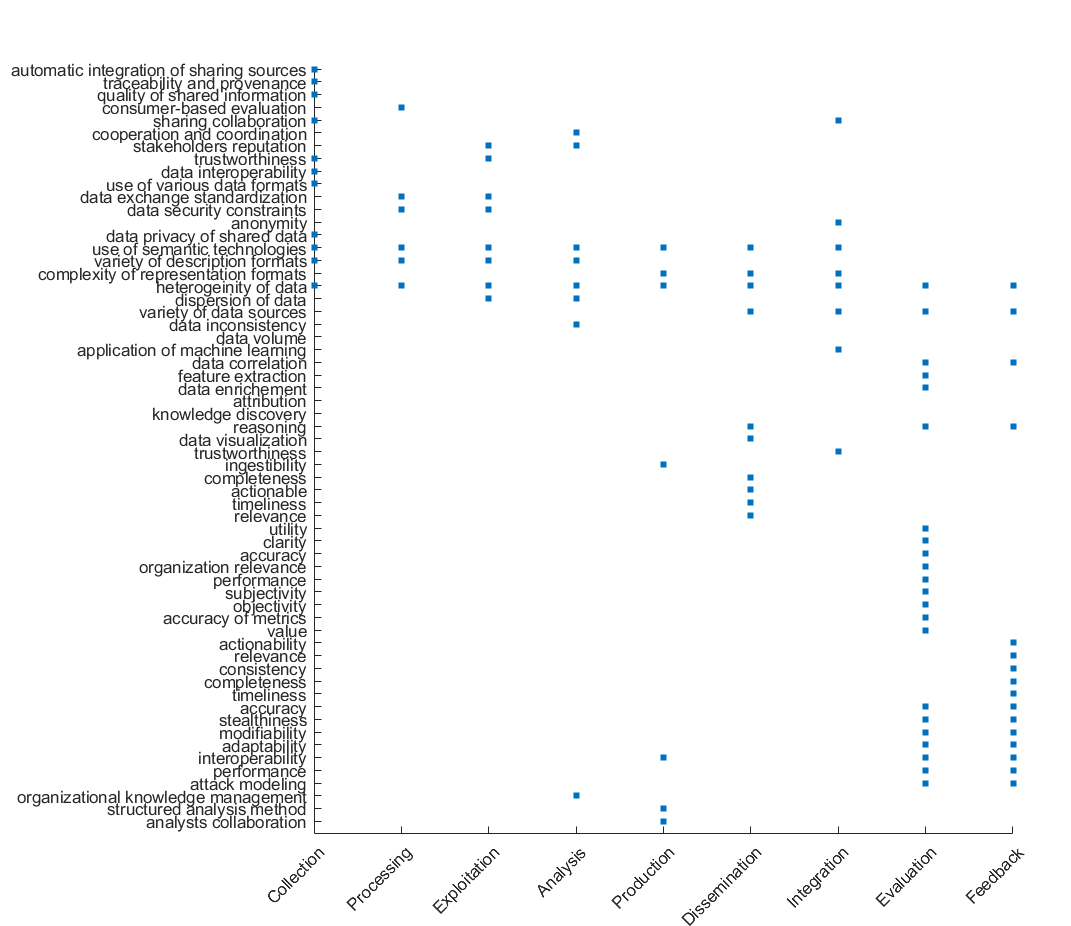 automatic integration of sharing sources
traceability and provenance
quality of shared information
consumer-based evaluation
sharing collaboration
cooperation and coordination
stakeholders reputation
trustworthiness
data interoperability
use of various data formats
data exchange standardization
data security constraints
anonymity
data privacy of shared data
use of semantic technologies
variety of description formats
complexity of representation formats
heterogeinity of data
dispersion of data
variety of data sources
data inconsistency
data volume
application of machine learning
data correlation
feature extraction
data enrichement
attribution
knowledge discovery
reasoning
data visualization
trustworthiness
ingestibility
completeness
actionable
timeliness
relevance
utility
clarity
accuracy
organization relevance
performance
subjectivity
objectivity
accuracy of metrics
value
actionability
relevance
consistency
completeness
timeliness
accuracy
stealthiness
modifiability
adaptability
interoperability
performance
attack modeling
organizational knowledge management
structured analysis method
analysts collaboration
Collection
Processing
Exploitation
Analysis
Production
Dissemination
Integration
Evaluation
Feedback